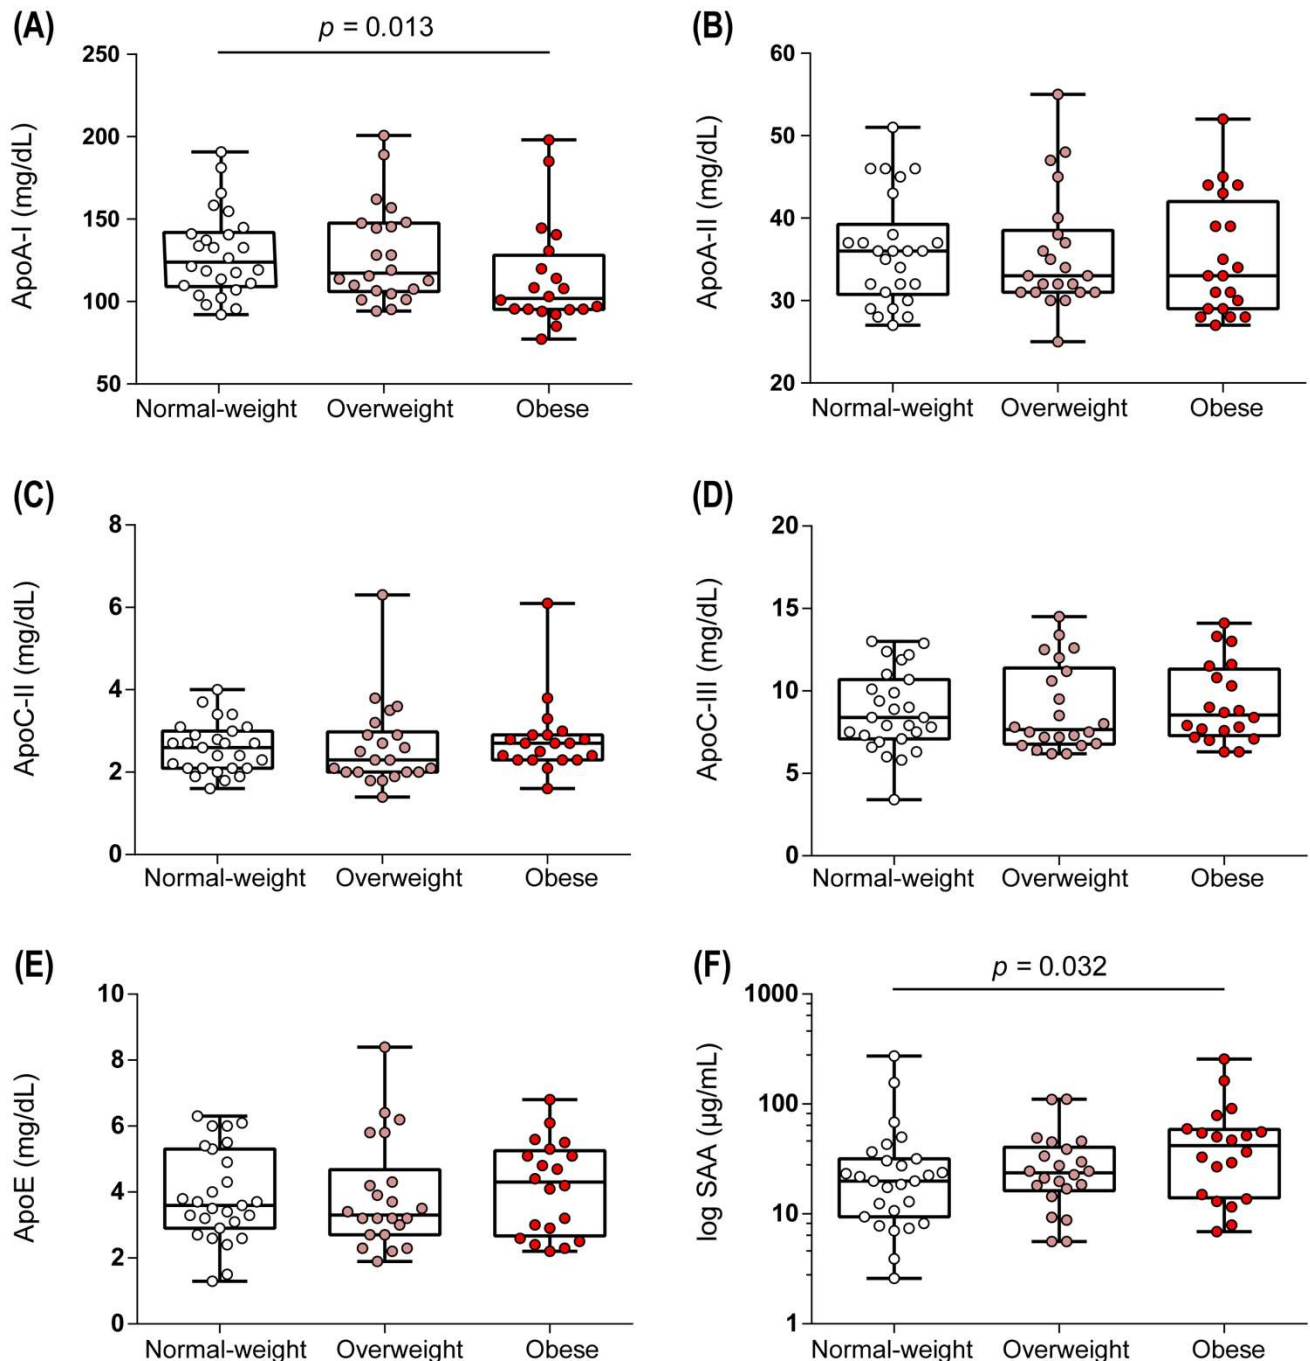 (A)
p = 0.013
250
200
150
100
50
ApoA-I (mg/dL)
Normal-weight Overweight Obese
(B)
60
50
40
30
20
ApoA-II (mg/dL)
Normal-weight Overweight Obese
(C)
8
6
4
2
0
ApoC-II (mg/dL)
Normal-weight Overweight Obese
(D)
20
15
10
5
0
ApoC-III (mg/dL)
Normal-weight Overweight Obese
(E)
10
8
6
4
2
0
ApoE (mg/dL)
Normal-weight Overweight Obese
(F)
p = 0.032
1000
100
10
1
log SAA (µg/mL)
Normal-weight Overweight Obese